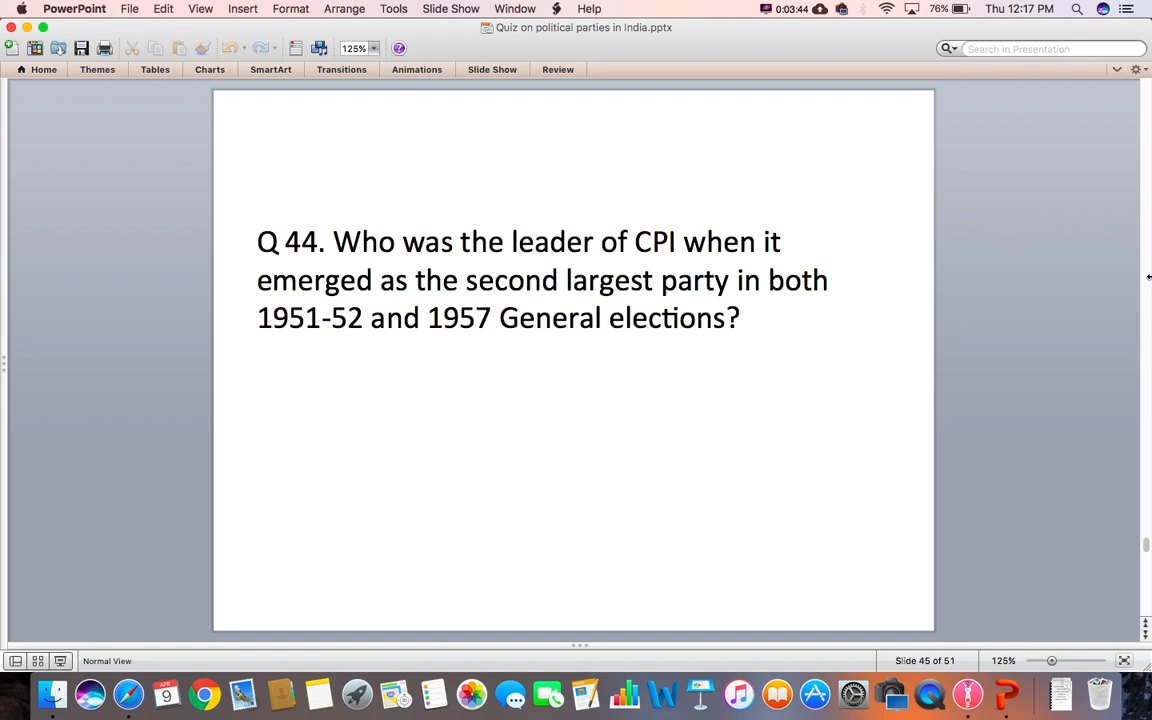 PowerPoint File Edit View Insert Format Arrange Tools Slide Show Window Help 0:03:44 76% Thu 12:17 PM
Quiz on political parties in India.pptx
125% Search in Presentation
Home Themes Tables Charts SmartArt Transitions Animations Slide Show Review
Q 44. Who was the leader of CPI when it
emerged as the second largest party in both
1951-52 and 1957 General elections?
Normal View Slide 45 of 51 125%
APR
9